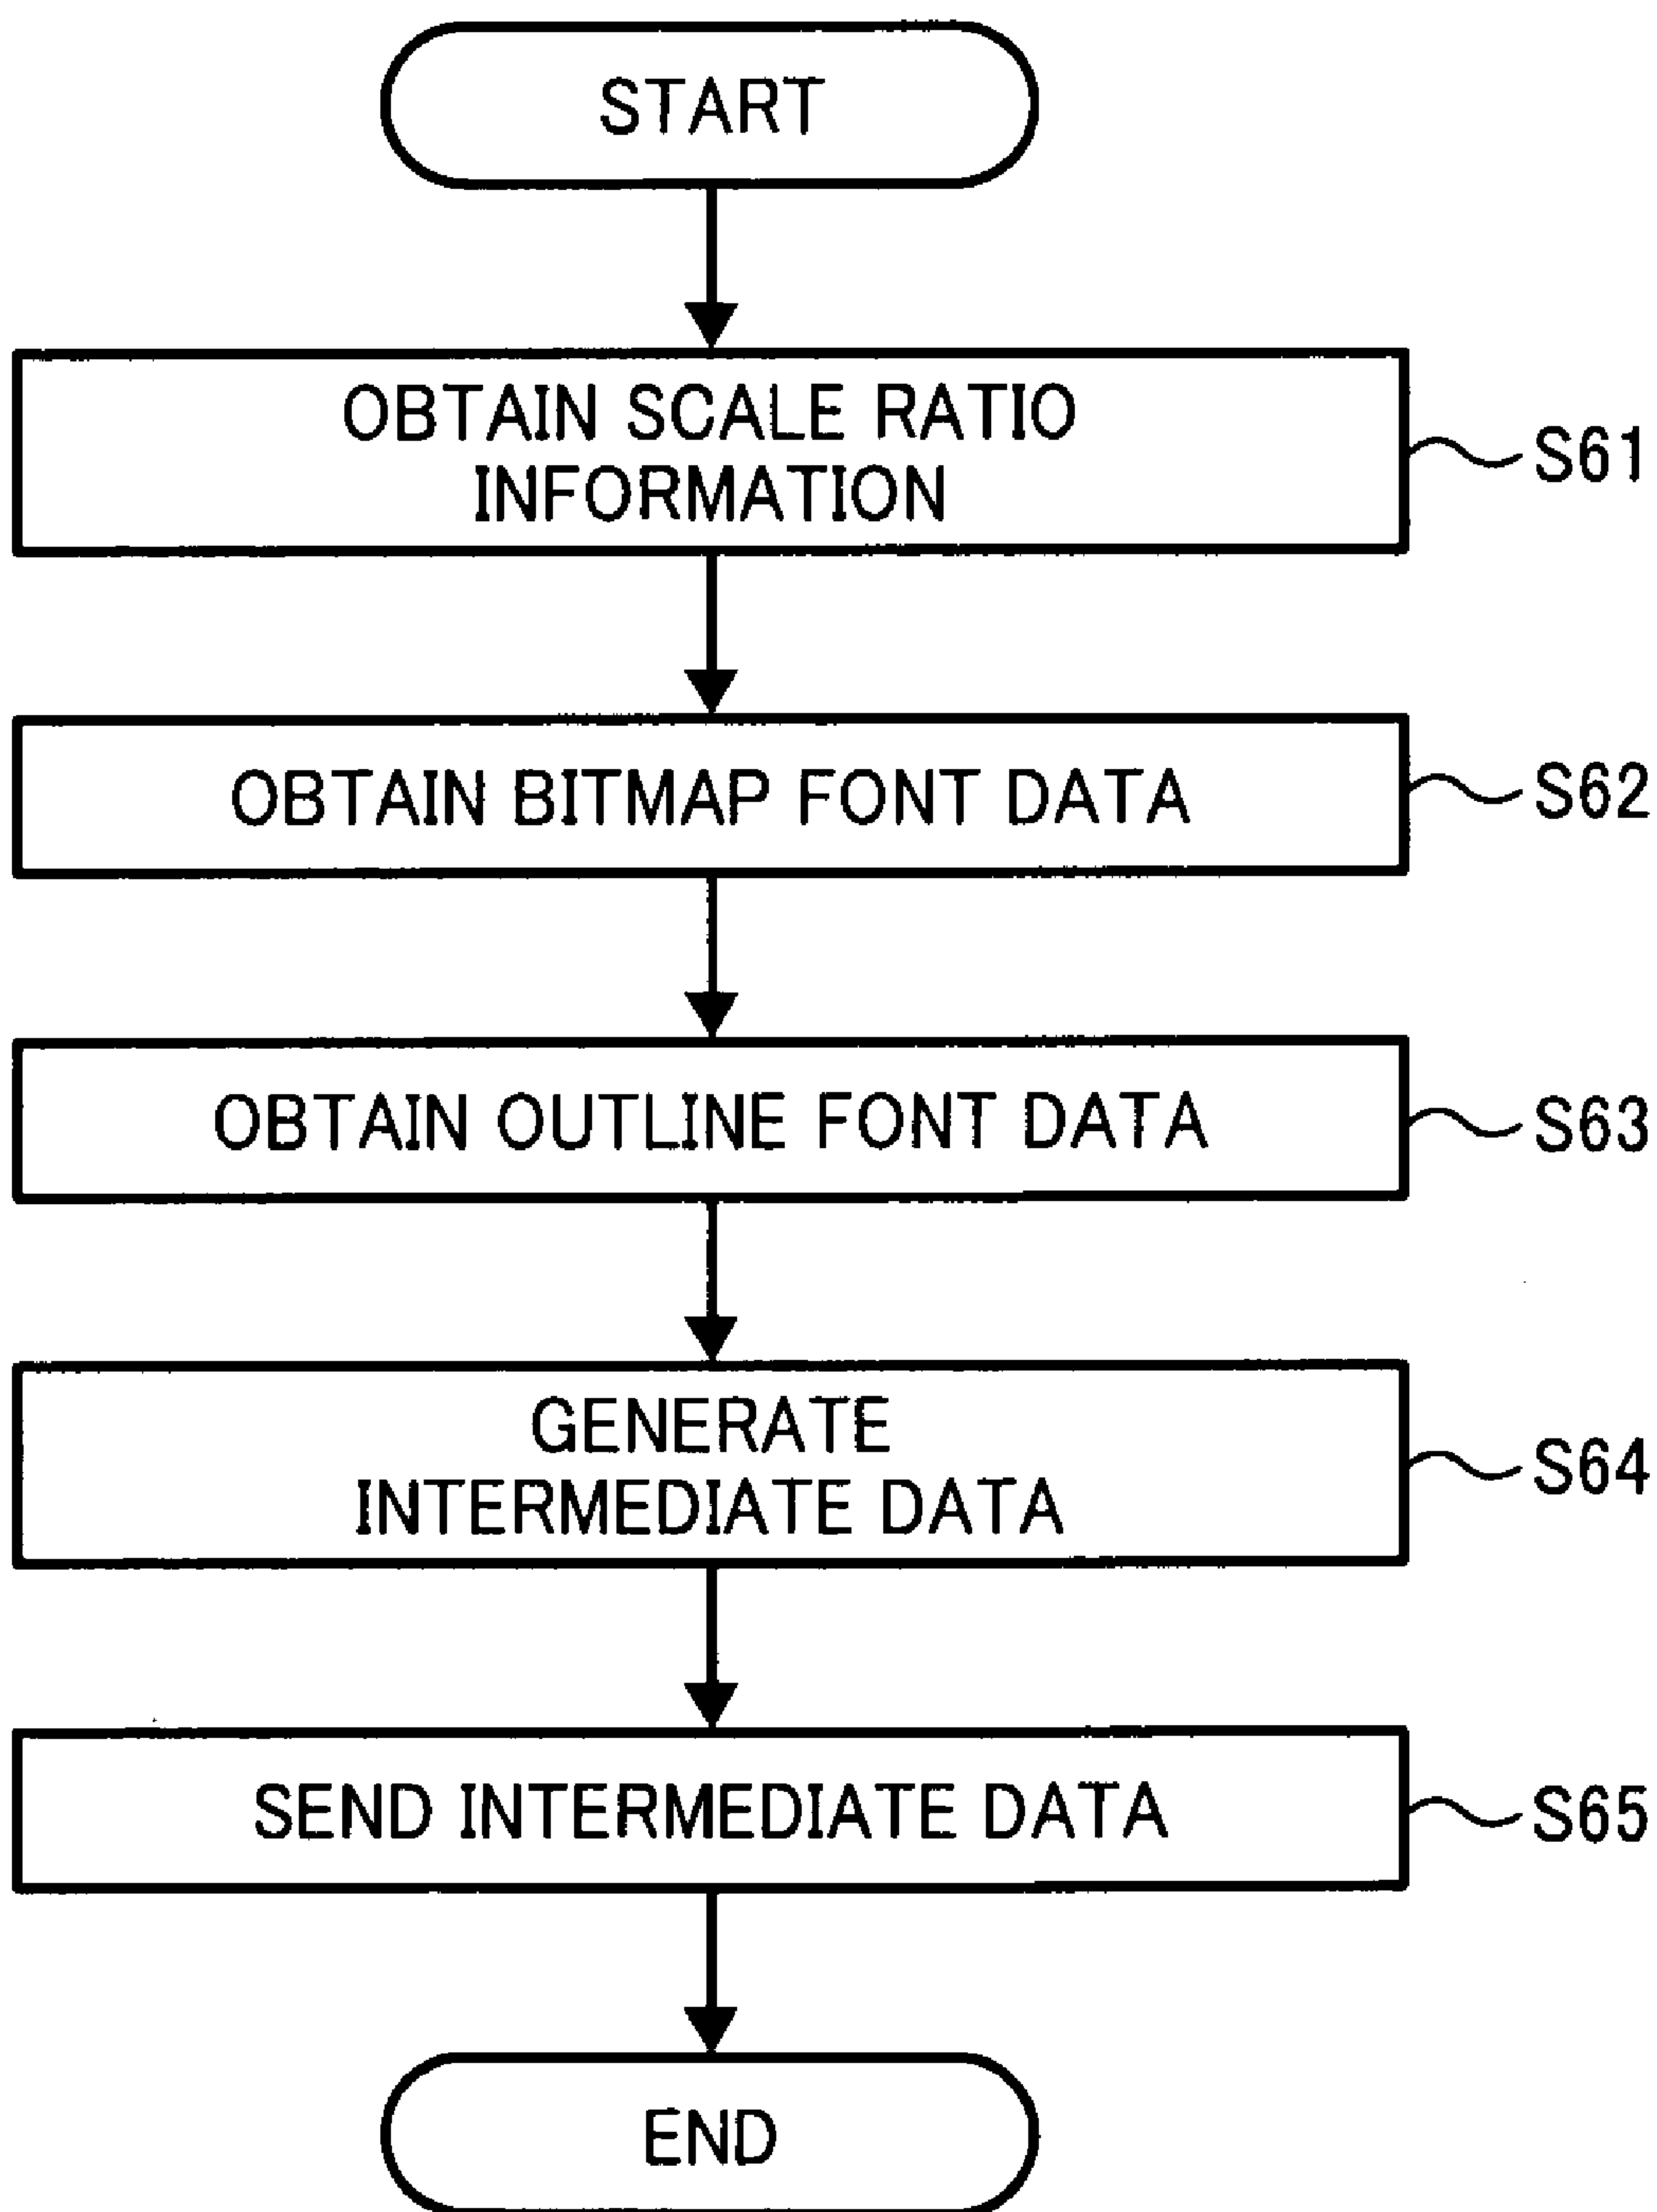 START
OBTAIN SCALE RATIO
INFORMATION
S61
OBTAIN BITMAP FONT DATA
S62
OBTAIN OUTLINE FONT DATA
S63
GENERATE
INTERMEDIATE DATA
S64
SEND INTERMEDIATE DATA
S65
END